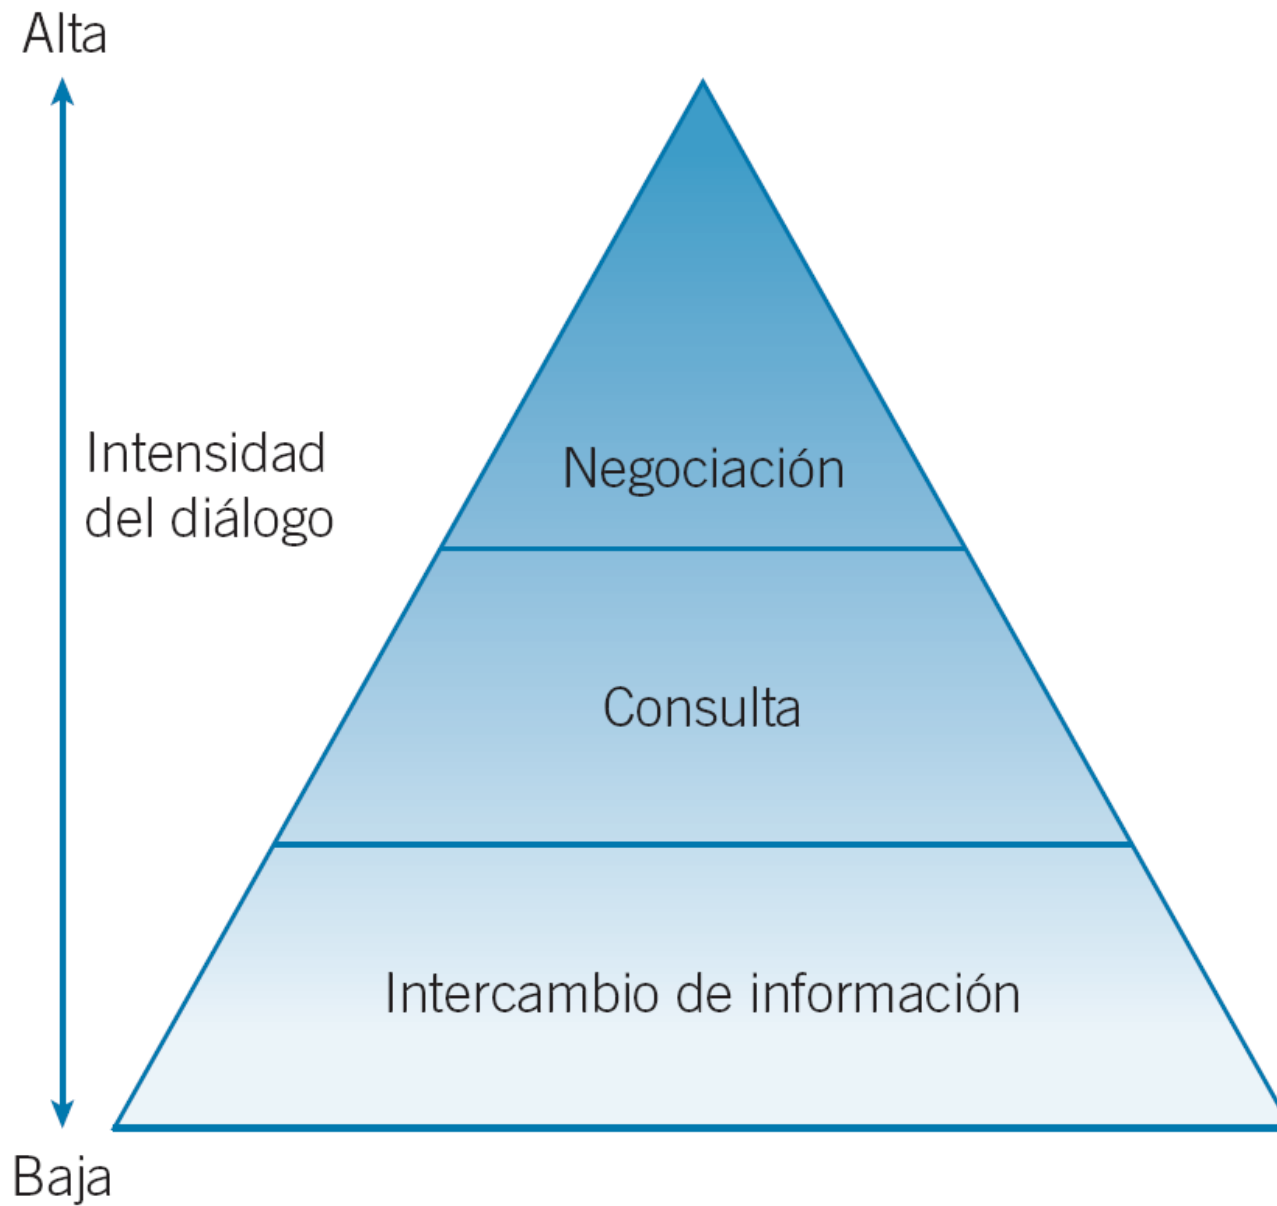 Alta
Intensidad
del diálogo
Negociación
Consulta
Intercambio de información
Baja